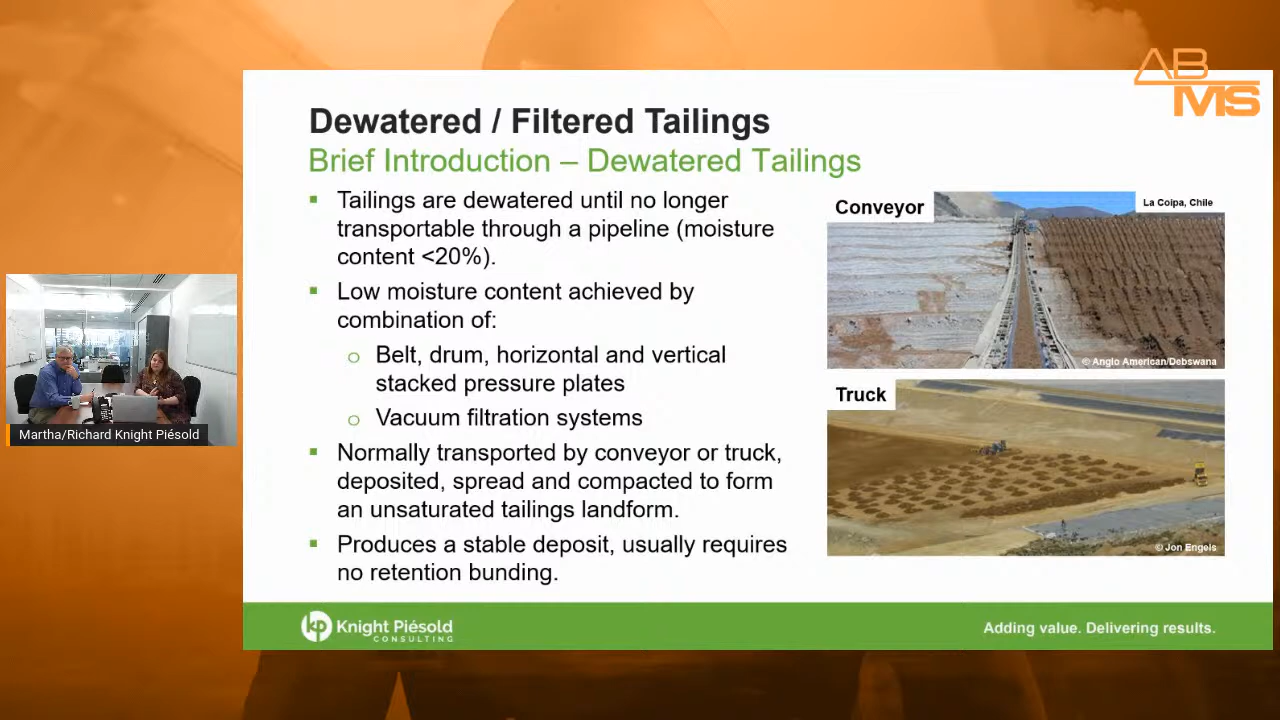 AB
MS
Dewatered / Filtered Tailings
Brief Introduction – Dewatered Tailings
▪ Tailings are dewatered until no longer
transportable through a pipeline (moisture
content <20%).
▪ Low moisture content achieved by
combination of:
o Belt, drum, horizontal and vertical
stacked pressure plates
o Vacuum filtration systems
▪ Normally transported by conveyor or truck,
deposited, spread and compacted to form
an unsaturated tailings landform.
▪ Produces a stable deposit, usually requires
no retention bunding.
Conveyor
La Coipa, Chile
© Anglo American/Debswana
Truck
© Jon Engels
Martha/Richard Knight Piésold
kp Knight Piésold
CONSULTING
Adding value. Delivering results.